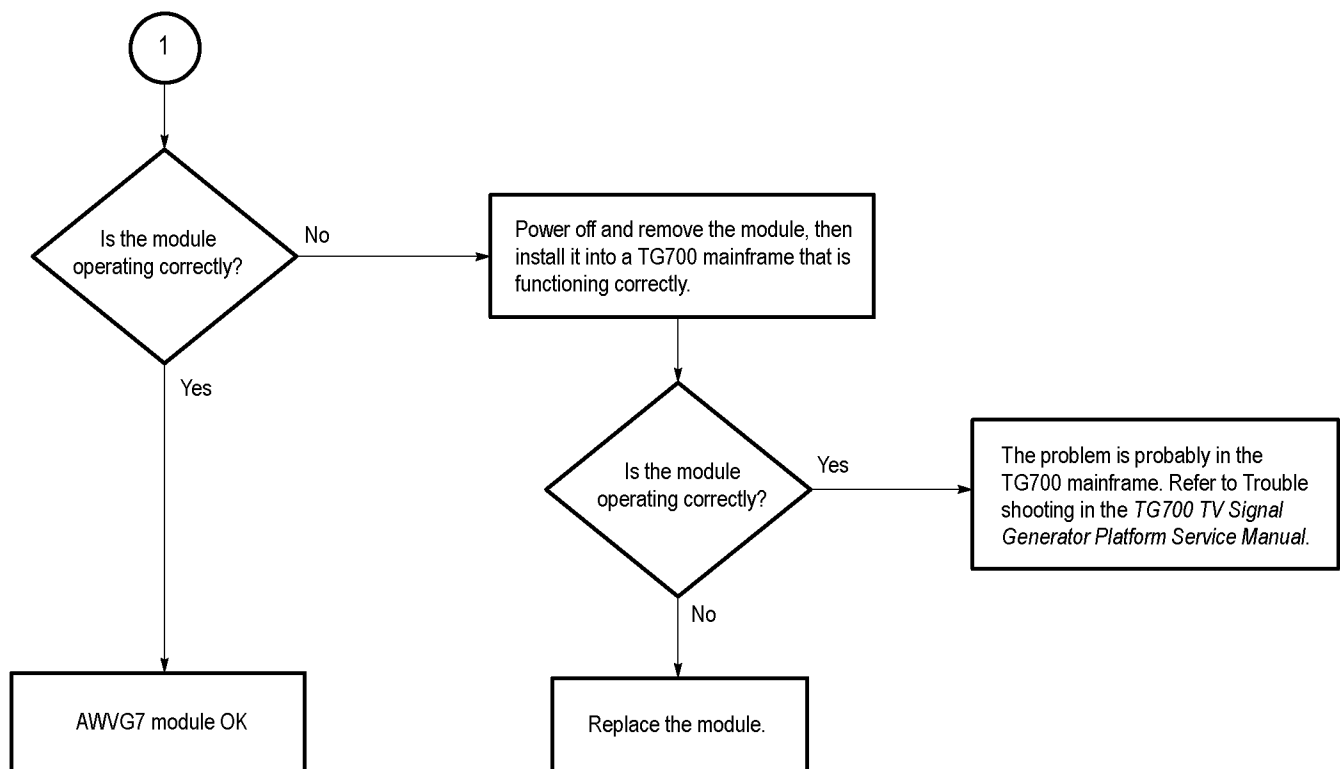 1
Is the module
operating correctly?
No
Yes
Power off and remove the module, then
install it into a TG700 mainframe that is
functioning correctly.
Is the module
operating correctly?
Yes
No
The problem is probably in the
TG700 mainframe. Refer to Trouble
shooting in the TG700 TV Signal
Generator Platform Service Manual.
AWVG7 module OK
Replace the module.